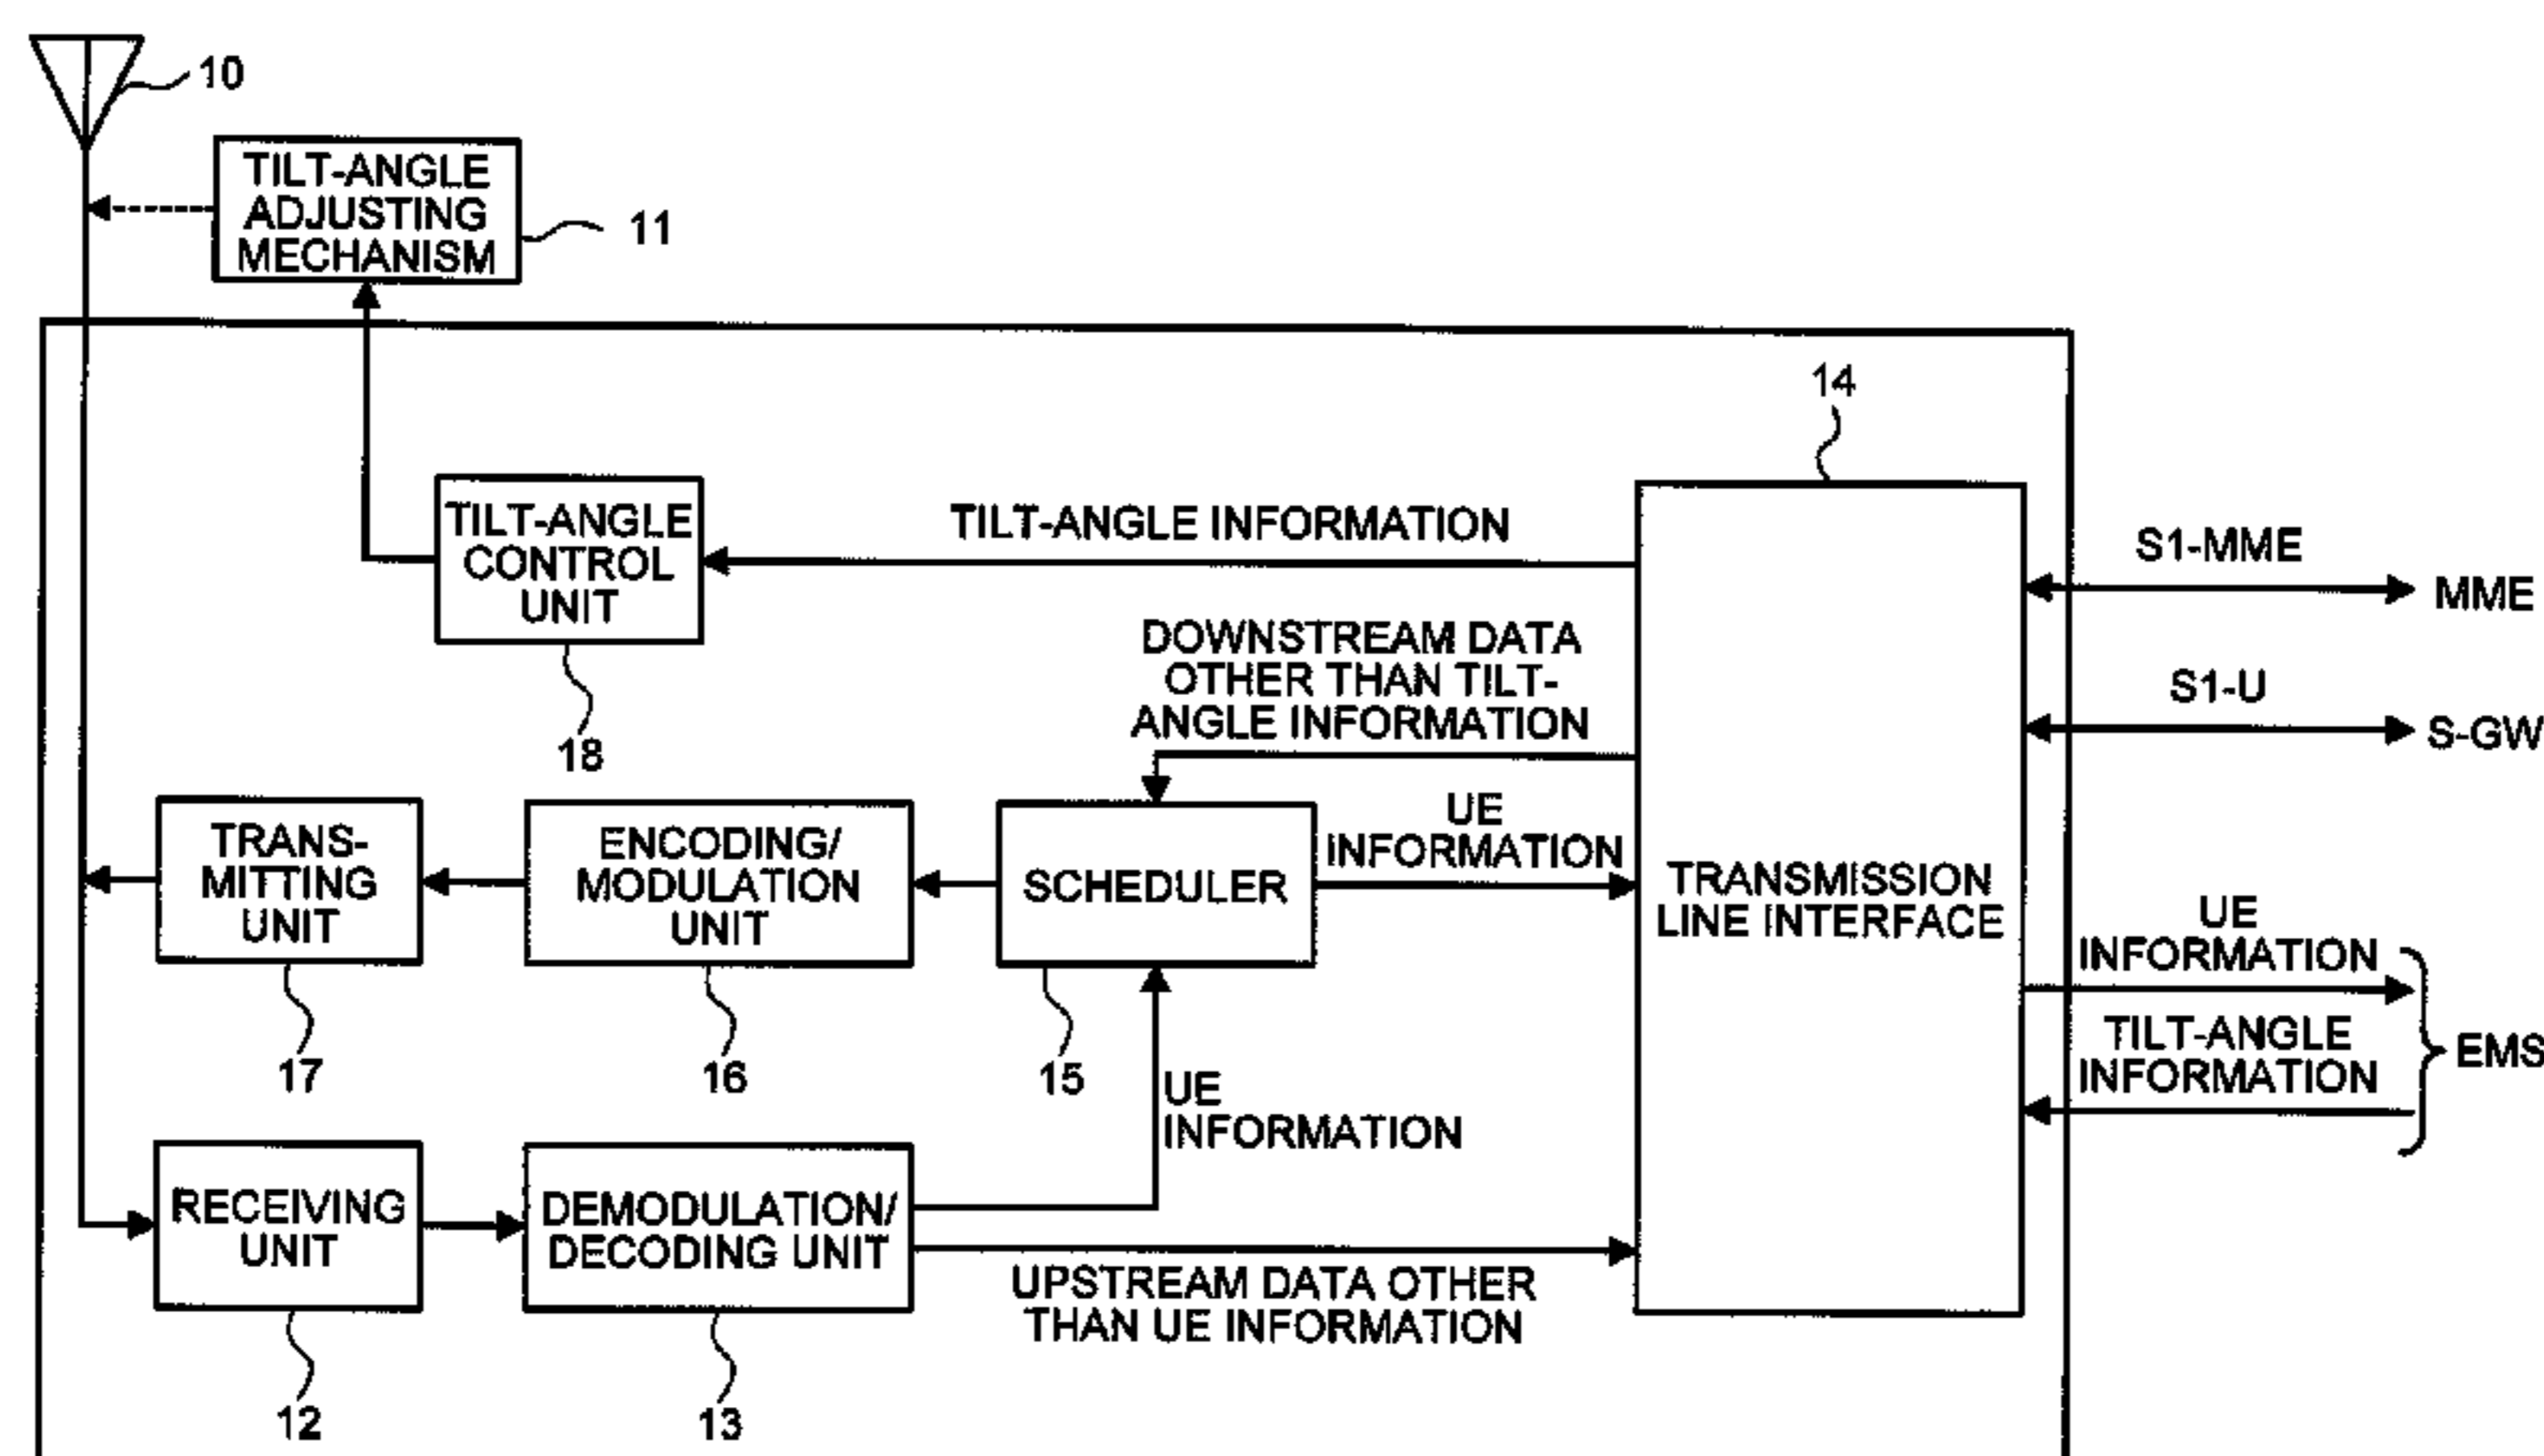 10
TILT-ANGLE
ADJUSTING
MECHANISM
11
14
TILT-ANGLE
CONTROL
UNIT
18
TILT-ANGLE INFORMATION
S1-MME
MME
DOWNSTREAM DATA
OTHER THAN TILT-
ANGLE INFORMATION
S1-U
S-GW
TRANS-
MITTING
UNIT
17
ENCODING/
MODULATION
UNIT
16
SCHEDULER
15
UE
INFORMATION
TRANSMISSION
LINE INTERFACE
UE
INFORMATION
TILT-ANGLE
INFORMATION
EMS
UE
INFORMATION
RECEIVING
UNIT
12
DEMODULATION/
DECODING UNIT
13
UPSTREAM DATA OTHER
THAN UE INFORMATION